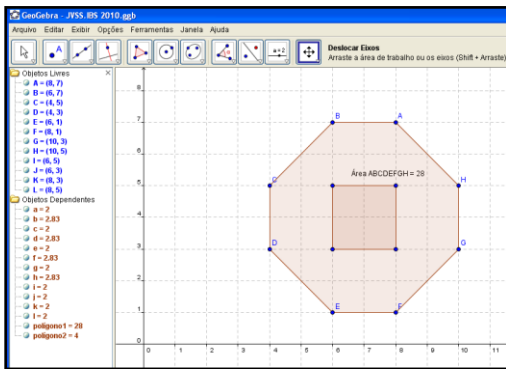 GeoGebra - JVSS.IBS 2010.ggb
Arquivo Editar Exibir Opções Ferramentas Janela Ajuda
A
a=2
Deslocar Eixos
Arraste a área de trabalho ou os eixos (Shift + Arraste)
Objetos Livres
A = (8, 7)
B = (6, 7)
C = (4, 5)
D = (4, 3)
E = (6, 1)
F = (8, 1)
G = (10, 3)
H = (10, 5)
I = (6, 5)
J = (6, 3)
K = (8, 3)
L = (8, 5)
Objetos Dependentes
a = 2
b = 2.83
c = 2
d = 2.83
e = 2
f = 2.83
g = 2
h = 2.83
i = 2
j = 2
k = 2
l = 2
poligono1 = 28
poligono2 = 4
8
7
6
5
4
3
2
1
0
B A
Área ABCDEFGH = 28
C H
D G
E F
0 1 2 3 4 5 6 7 8 9 10 11